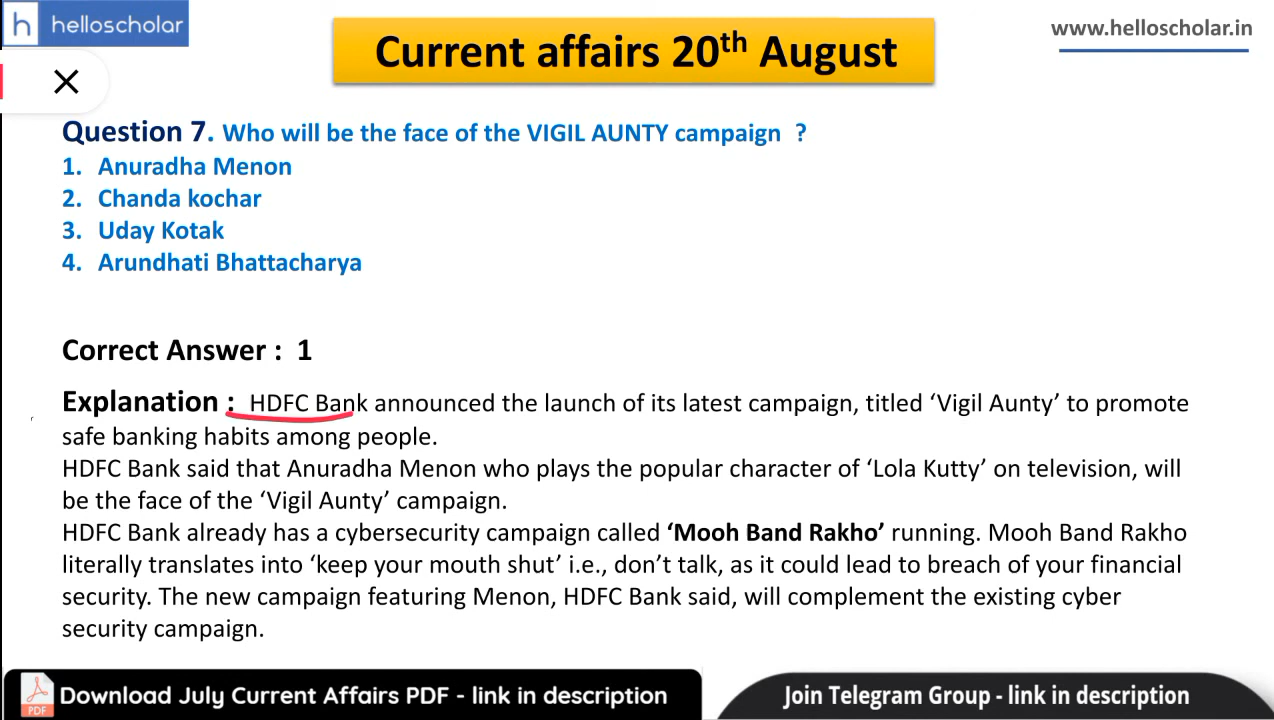 h helloscholar
www.helloscholar.in
Current affairs 20th August
Question 7. Who will be the face of the VIGIL AUNTY campaign ?
1. Anuradha Menon
2. Chanda kochar
3. Uday Kotak
4. Arundhati Bhattacharya
Correct Answer : 1
Explanation : HDFC Bank announced the launch of its latest campaign, titled ‘Vigil Aunty’ to promote
safe banking habits among people.
HDFC Bank said that Anuradha Menon who plays the popular character of ‘Lola Kutty’ on television, will
be the face of the ‘Vigil Aunty’ campaign.
HDFC Bank already has a cybersecurity campaign called ‘Mooh Band Rakho’ running. Mooh Band Rakho
literally translates into ‘keep your mouth shut’ i.e., don’t talk, as it could lead to breach of your financial
security. The new campaign featuring Menon, HDFC Bank said, will complement the existing cyber
security campaign.
PDF Download July Current Affairs PDF - link in description
Join Telegram Group - link in description